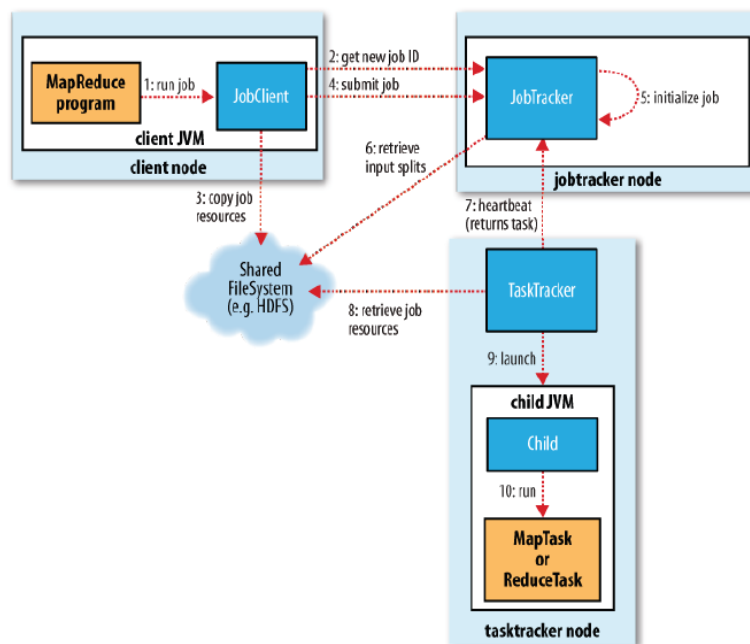 MapReduce
program
1: run job
JobClient
client JVM
client node
2: get new job ID
4: submit job
JobTracker
5: initialize job
jobtracker node
3: copy job
resources
6: retrieve
input splits
7: heartbeat
(returns task)
Shared
FileSystem
(e.g. HDFS)
8: retrieve job
resources
TaskTracker
9: launch
child JVM
Child
10: run
MapTask
or
ReduceTask
tasktracker node